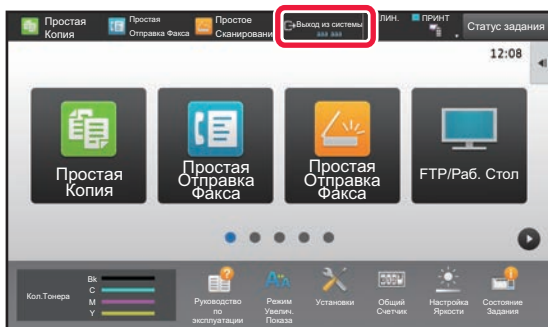 Простая
Копия
Простая
Отправка Факса
Простое
Сканировани
Выход из системы
aaa aaa
ЛИН.
ПРИНТ
Статус задания
12:08
Простая
Копия
Простая
Отправка
Факса
Простая
Отправка
Факса
FTP/Раб. Стол
Кол.Тонера
Bk
C
M
Y
Руководство
по
эксплуатации
Режим
Увелич.
Показа
Установки
Общий
Счетчик
Настройка
Яркости
Состояние
Задания